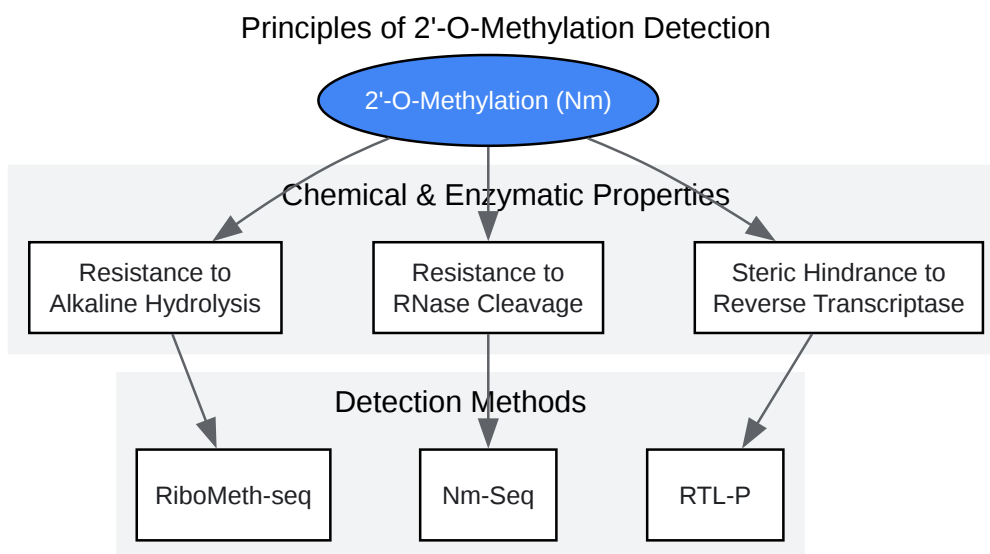 Principles of 2'-O-Methylation Detection
2'-O-Methylation (Nm)
Chemical & Enzymatic Properties
Resistance to
Alkaline Hydrolysis
Resistance to
RNase Cleavage
Steric Hindrance to
Reverse Transcriptase
Detection Methods
RiboMeth-seq
Nm-Seq
RTL-P